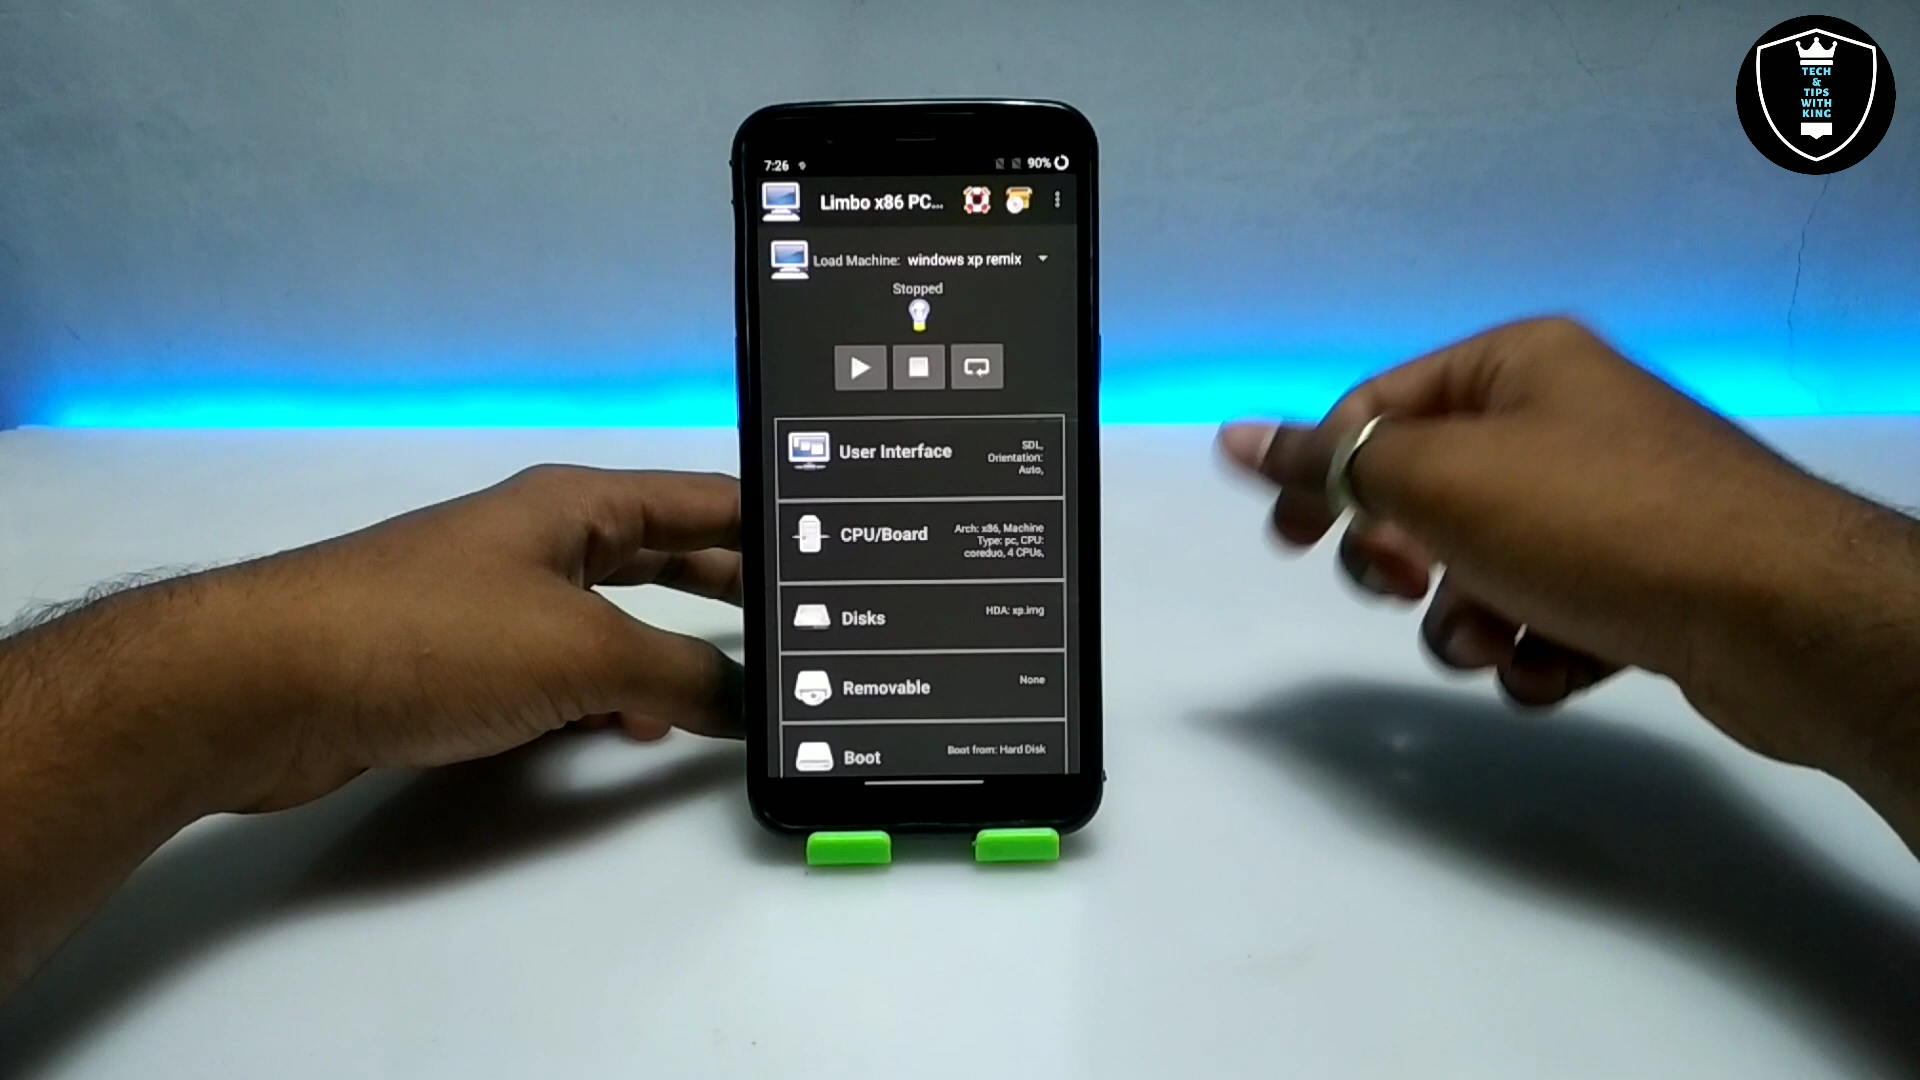 TECH
&
TIPS
WITH
KING
7:26
90%
Limbo x86 PC...
Load Machine: windows xp remix
Stopped
User Interface
SDL,
Orientation:
Auto,
CPU/Board
Arch: x86, Machine
Type: pc, CPU:
coreduo, 4 CPUs,
Disks
HDA: xp.img
Removable
None
Boot
Boot from: Hard Disk